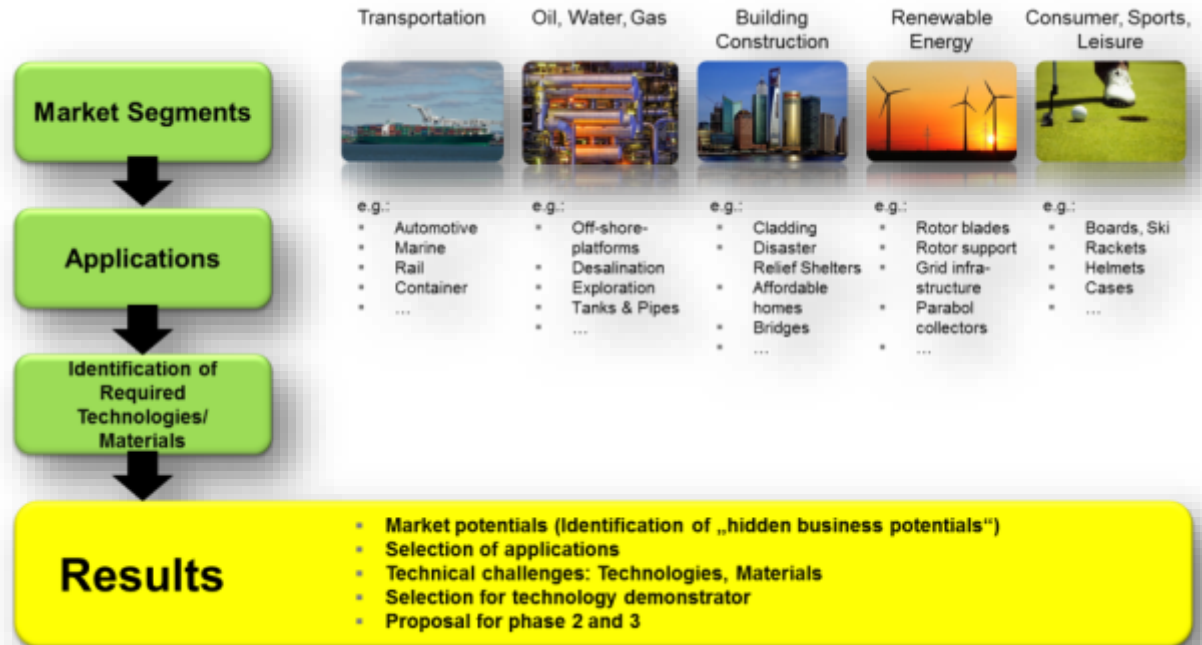 Transportation
Oil, Water, Gas
Building
Construction
Renewable
Energy
Consumer, Sports,
Leisure
Market Segments
Applications
Identification of
Required
Technologies/
Materials
e.g.:
▪ Automotive
▪ Marine
▪ Rail
▪ Container
▪ ...
e.g.:
▪ Off-shore-
platforms
▪ Desalination
▪ Exploration
▪ Tanks & Pipes
▪ ...
e.g.:
▪ Cladding
▪ Disaster
Relief Shelters
▪ Affordable
homes
▪ Bridges
▪ ...
e.g.:
▪ Rotor blades
▪ Rotor support
▪ Grid infra-
structure
▪ Parabol
collectors
▪ ...
e.g.:
▪ Boards, Ski
▪ Rackets
▪ Helmets
▪ Cases
▪ ...
Results
▪ Market potentials (Identification of „hidden business potentials“)
▪ Selection of applications
▪ Technical challenges: Technologies, Materials
▪ Selection for technology demonstrator
▪ Proposal for phase 2 and 3